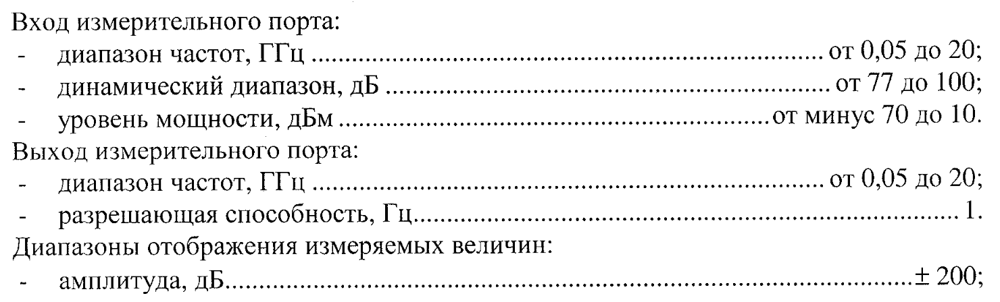 Вход измерительного порта:
- диапазон частот, ГГц ........................................................................ от 0,05 до 20;
- динамический диапазон, дБ ............................................................... от 77 до 100;
- уровень мощности, дБм ............................................................. от минус 70 до 10.
Выход измерительного порта:
- диапазон частот, ГГц ........................................................................ от 0,05 до 20;
- разрешающая способность, Гц............................................................................. 1.
Диапазоны отображения измеряемых величин:
- амплитуда, дБ................................................................................................. ± 200;